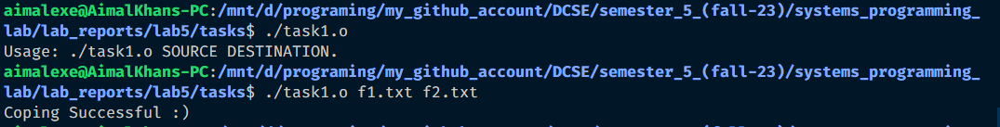 aimalexe@AimalKhans-PC:/mnt/d/programing/my_github_account/DCSE/semester_5_(fall-23)/systems_programming_
lab/lab_reports/lab5/tasks$ ./task1.o
Usage: ./task1.o SOURCE DESTINATION.
aimalexe@AimalKhans-PC:/mnt/d/programing/my_github_account/DCSE/semester_5_(fall-23)/systems_programming_
lab/lab_reports/lab5/tasks$ ./task1.o f1.txt f2.txt
Coping Successful :)